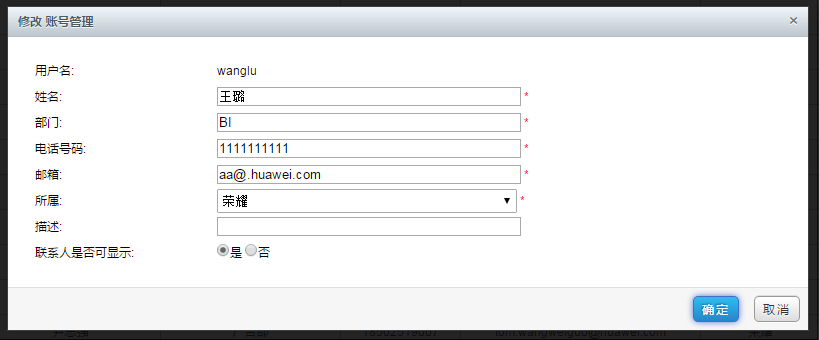 修改 账号管理 ×
用户名: wanglu
姓名: 王璐 *
部门: BI *
电话号码: 1111111111 *
邮箱: aa@.huawei.com *
所属: 荣耀 ▼ *
描述:
联系人是否可显示: 是 否
确定 取消